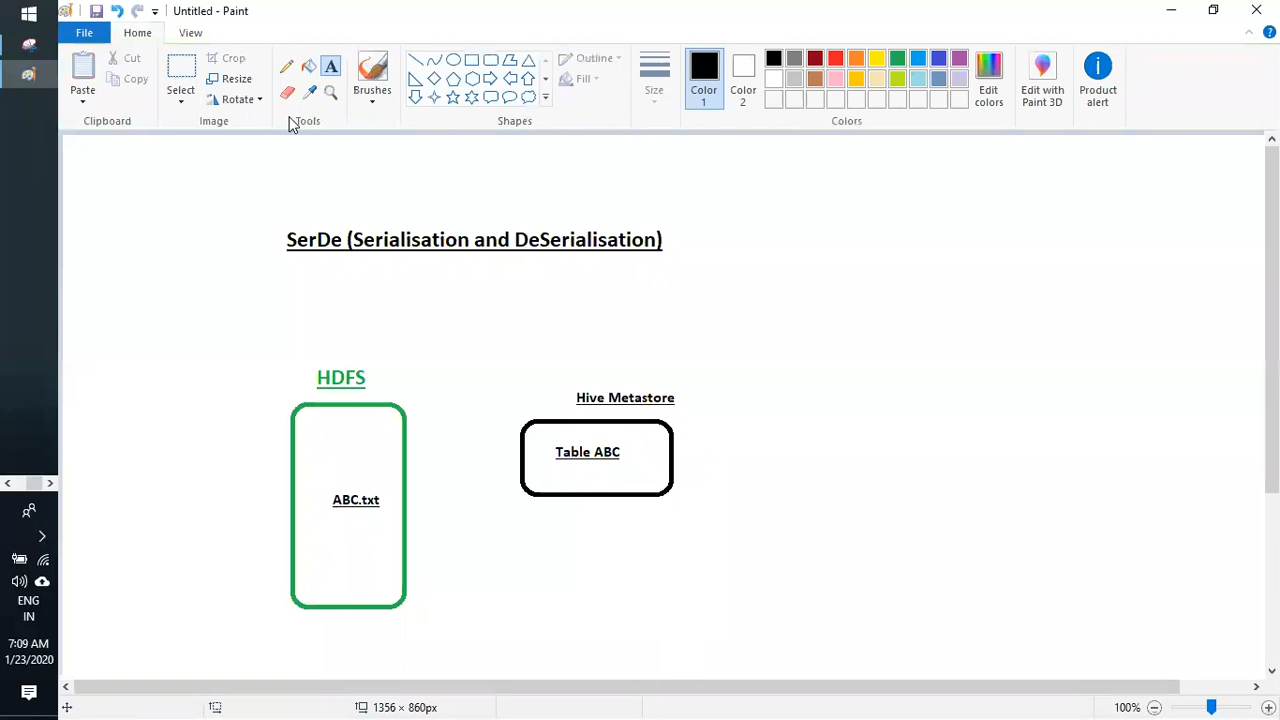 Untitled - Paint
File
Home
View
Paste
Cut
Copy
Clipboard
Select
Crop
Resize
Rotate
Image
A
Tools
Brushes
Shapes
Outline
Fill
Size
Color 1
Color 2
Edit colors
Colors
Edit with Paint 3D
Product alert
SerDe (Serialisation and DeSerialisation)
HDFS
ABC.txt
Hive Metastore
Table ABC
ENG
IN
7:09 AM
1/23/2020
1356 × 860px
100%